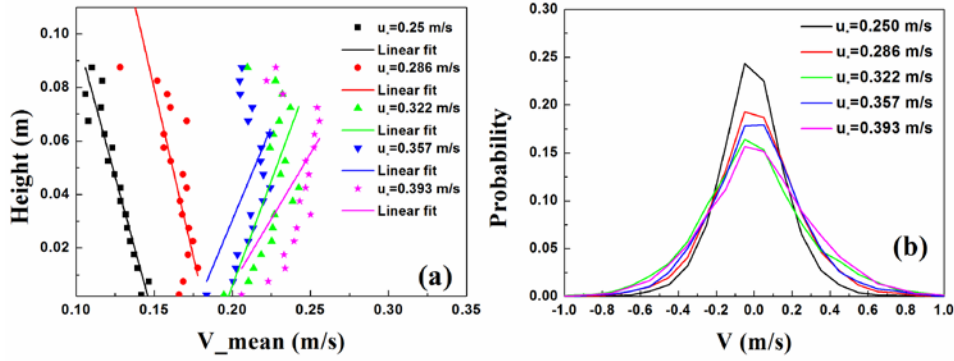 0.10
0.08
0.06
0.04
0.02
Height (m)
0.10
0.15
0.20
0.25
0.30
0.35
V_mean (m/s)
u*=0.25 m/s
Linear fit
u*=0.286 m/s
Linear fit
u*=0.322 m/s
Linear fit
u*=0.357 m/s
Linear fit
u*=0.393 m/s
Linear fit
(a)
0.30
0.25
0.20
0.15
0.10
0.05
0.00
Probability
-1.0 -0.8 -0.6 -0.4 -0.2 0.0 0.2 0.4 0.6 0.8 1.0
V (m/s)
u*=0.250 m/s
u*=0.286 m/s
u*=0.322 m/s
u*=0.357 m/s
u*=0.393 m/s
(b)